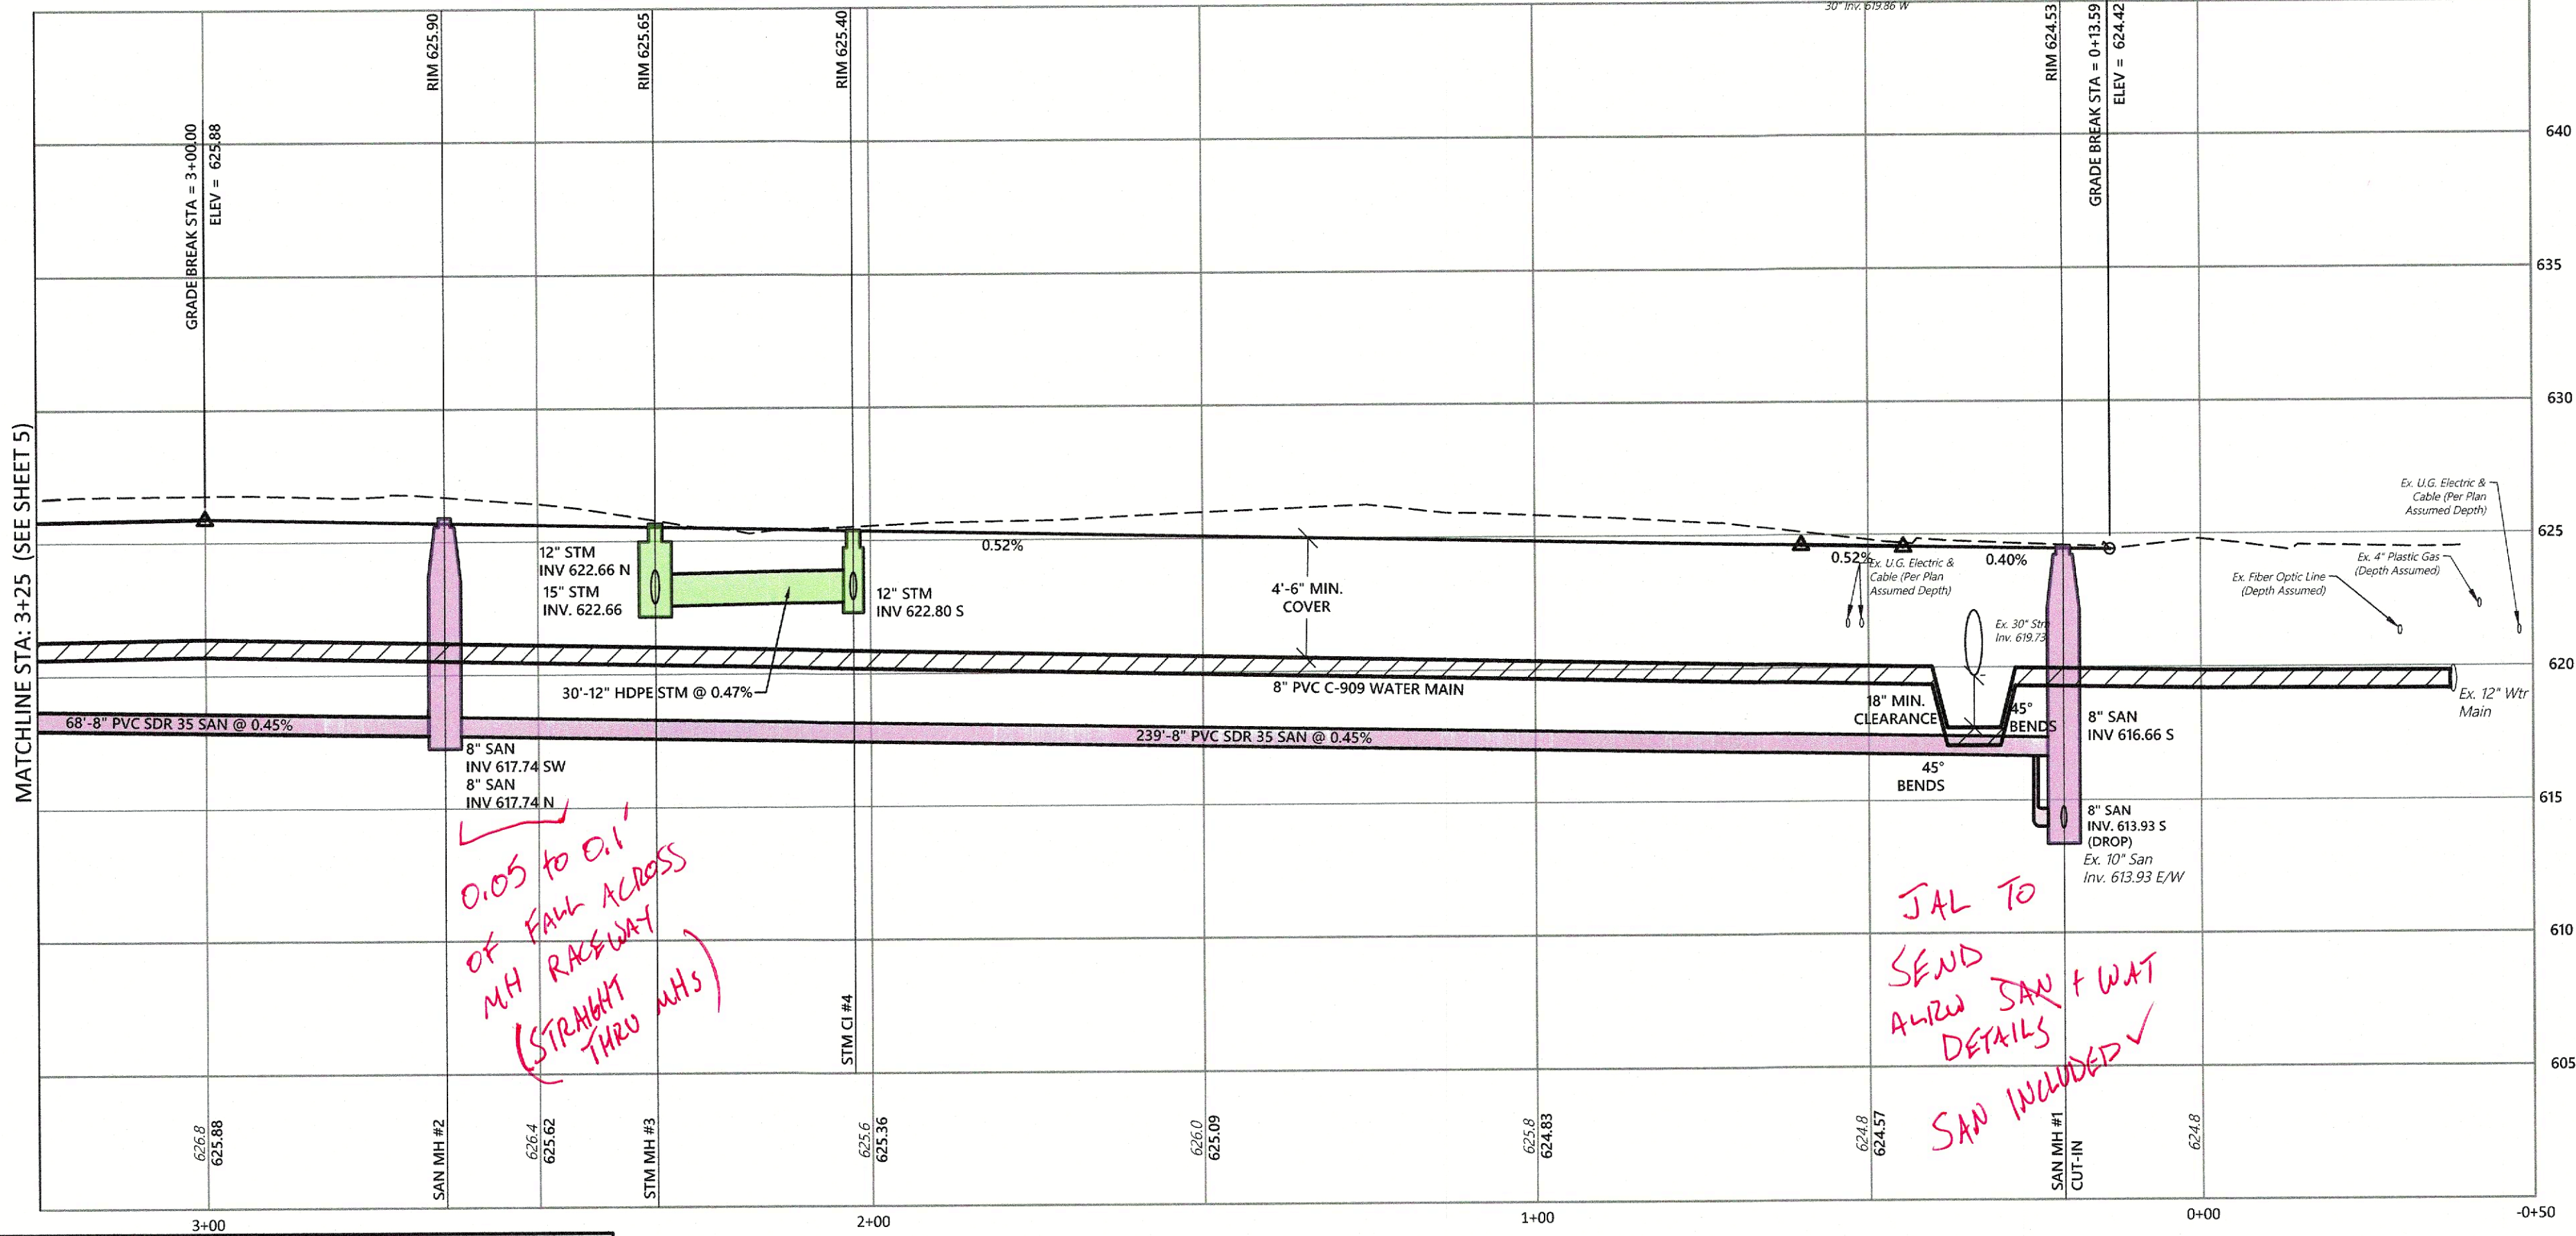 30" Inv. 619.86 W
RIM 625.90
RIM 625.65
RIM 625.40
RIM 624.53
GRADE BREAK STA = 0+13.59
ELEV = 624.42
GRADE BREAK STA = 3+00.00
ELEV = 625.88
640
635
630
625
620
615
610
605
MATCHLINE STA: 3+25 (SEE SHEET 5)
Ex. U.G. Electric &
Cable (Per Plan
Assumed Depth)
12" STM
INV 622.66 N
15" STM
INV. 622.66
12" STM
INV 622.80 S
0.52%
4'-6" MIN.
COVER
0.52%
Ex. U.G. Electric &
Cable (Per Plan
Assumed Depth)
0.40%
Ex. 30" Stm
Inv. 619.73
Ex. Fiber Optic Line
(Depth Assumed)
Ex. 4" Plastic Gas
(Depth Assumed)
30'-12" HDPE STM @ 0.47%
8" PVC C-909 WATER MAIN
18" MIN.
CLEARANCE
45°
BENDS
Ex. 12" Wtr
Main
68'-8" PVC SDR 35 SAN @ 0.45%
239'-8" PVC SDR 35 SAN @ 0.45%
8" SAN
INV 617.74 SW
8" SAN
INV 617.74 N
45°
BENDS
8" SAN
INV 616.66 S
8" SAN
INV. 613.93 S
(DROP)
Ex. 10" San
Inv. 613.93 E/W
0.05 to 0.1'
OF FALL ACROSS
MH RACEWAY
(STRAIGHT
THRU MHs)
JAL TO
SEND
ALRW SAN + WAT
DETAILS
SAN INCLUDED ✓
626.8
625.88
SAN MH #2
626.4
625.62
STM MH #3
STM CI #4
625.6
625.36
626.0
625.09
625.8
624.83
624.8
624.57
SAN MH #1
CUT-IN
624.8
3+00
2+00
1+00
0+00
-0+50